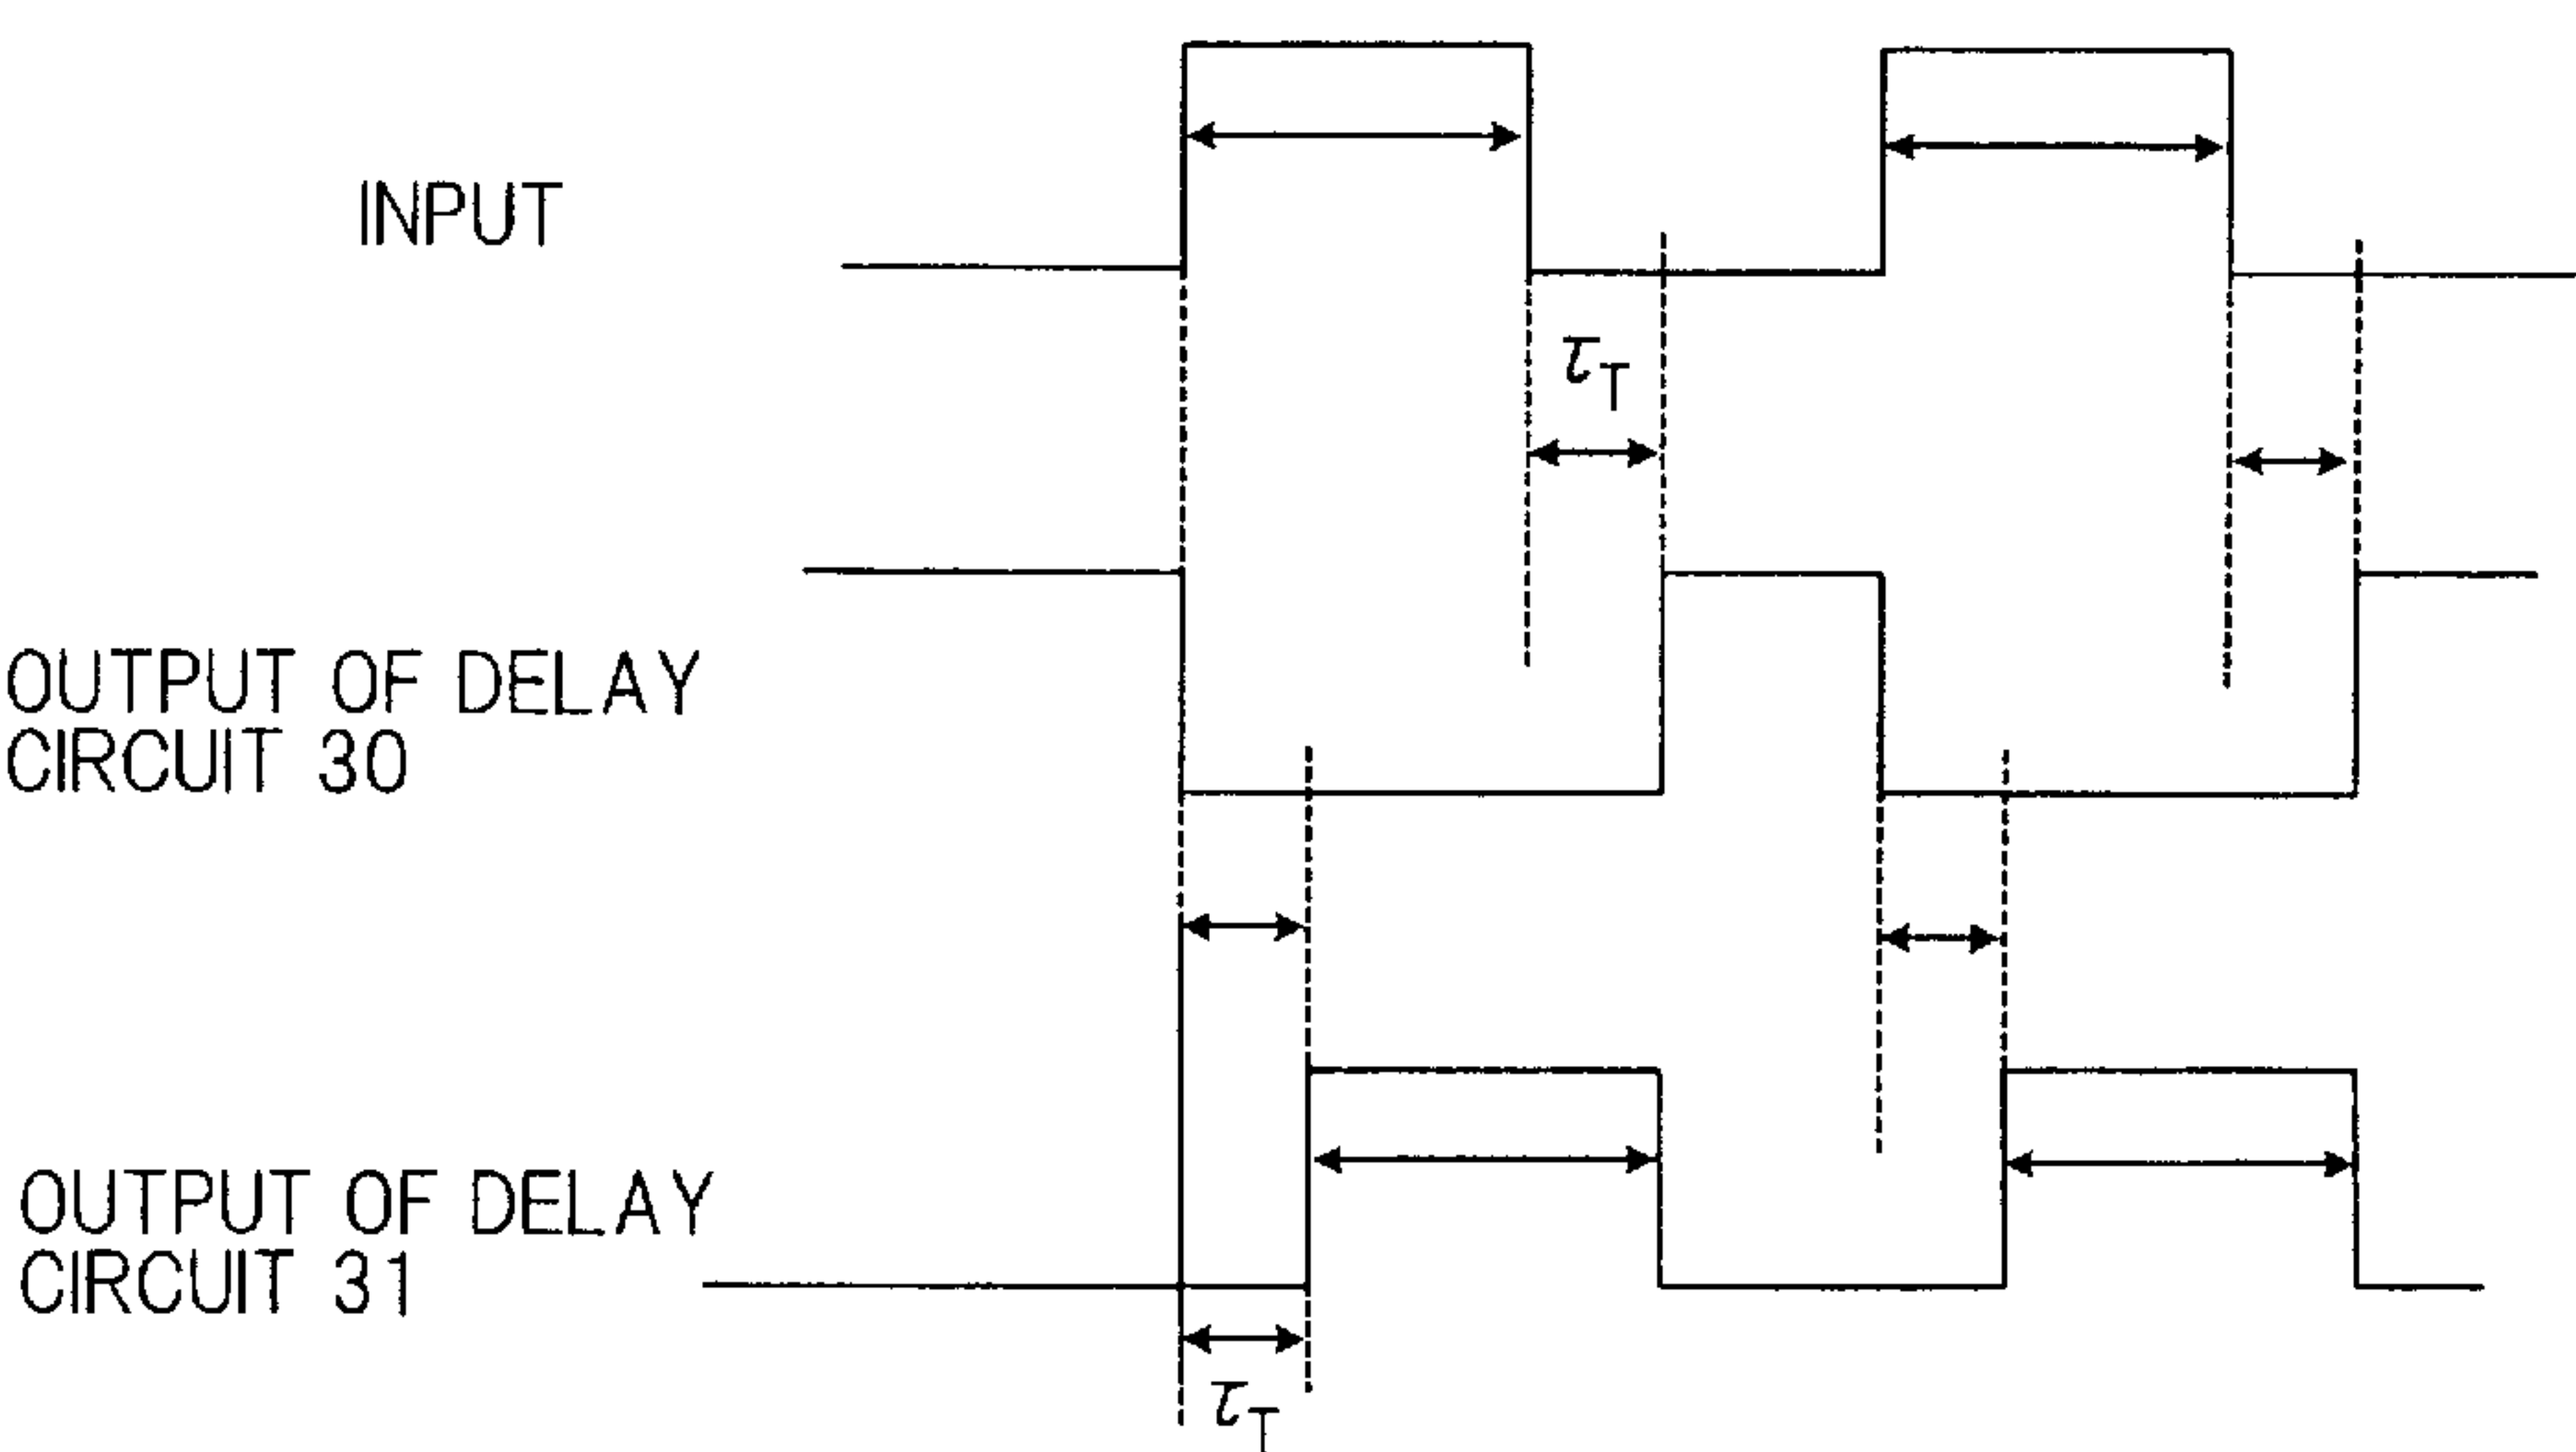 INPUT
τT
OUTPUT OF DELAY
CIRCUIT 30
OUTPUT OF DELAY
CIRCUIT 31
τT